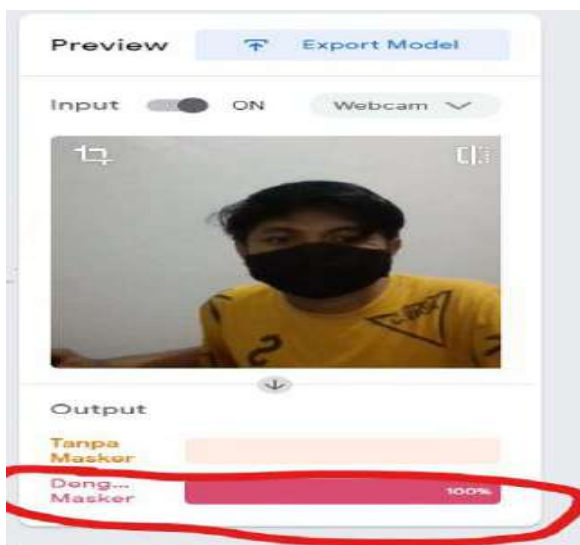 Preview
Export Model
Input ON Webcam
Output
Tanpa
Masker
Deng...
Masker
100%